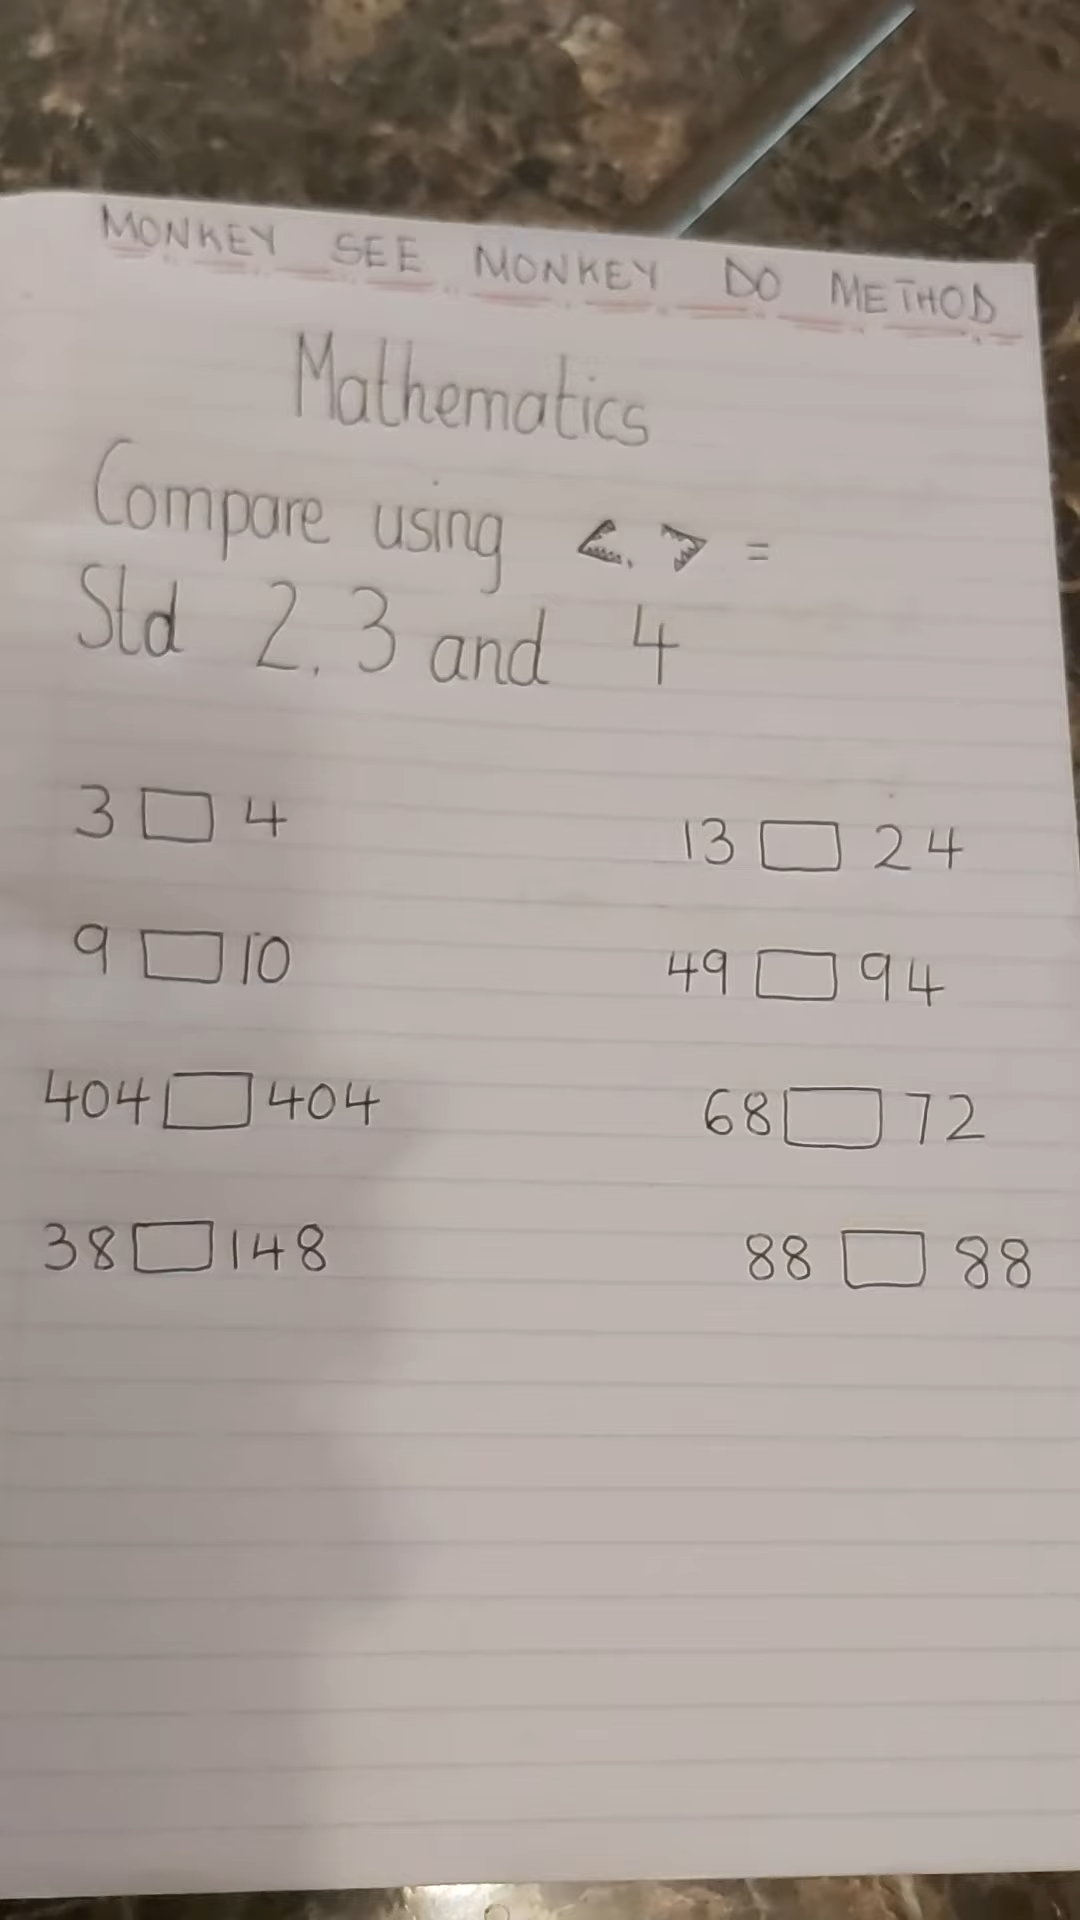 MONKEY SEE MONKEY DO METHOD
Mathematics
Compare using <, > =
Std 2, 3 and 4
3 □ 4 13 □ 24
9 □ 10 49 □ 94
404 □ 404 68 □ 72
38 □ 148 88 □ 88